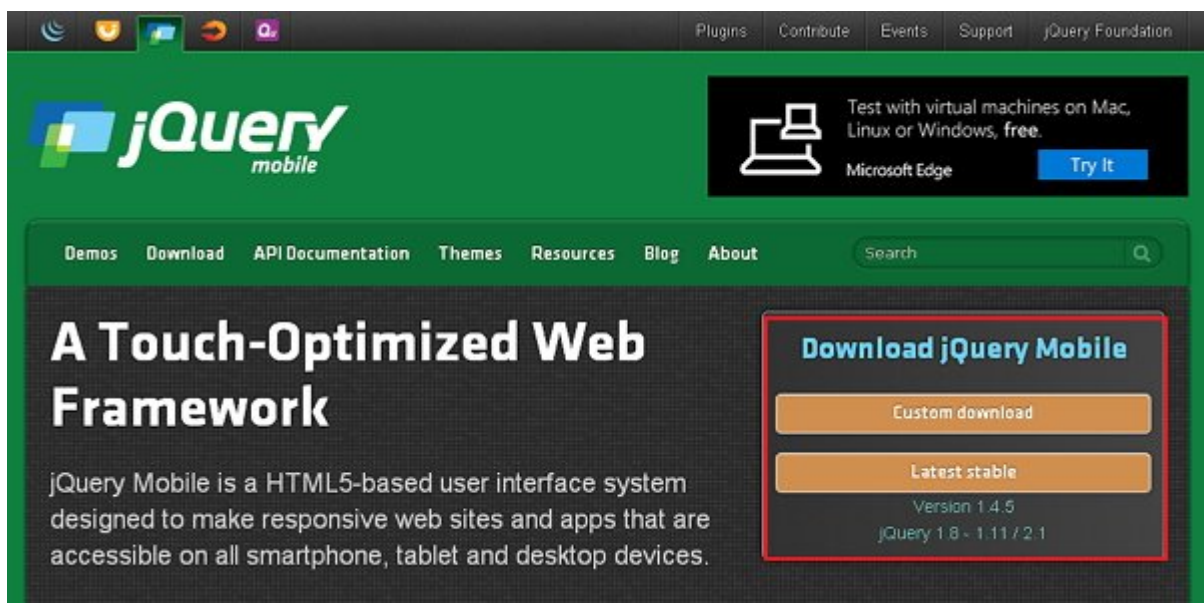 Plugins Contribute Events Support jQuery Foundation
jQuery
mobile
Test with virtual machines on Mac,
Linux or Windows, free.
Microsoft Edge
Try It
Demos Download API Documentation Themes Resources Blog About
Search
A Touch-Optimized Web
Framework
jQuery Mobile is a HTML5-based user interface system
designed to make responsive web sites and apps that are
accessible on all smartphone, tablet and desktop devices.
Download jQuery Mobile
Custom download
Latest stable
Version 1.4.5
jQuery 1.8 - 1.11 / 2.1